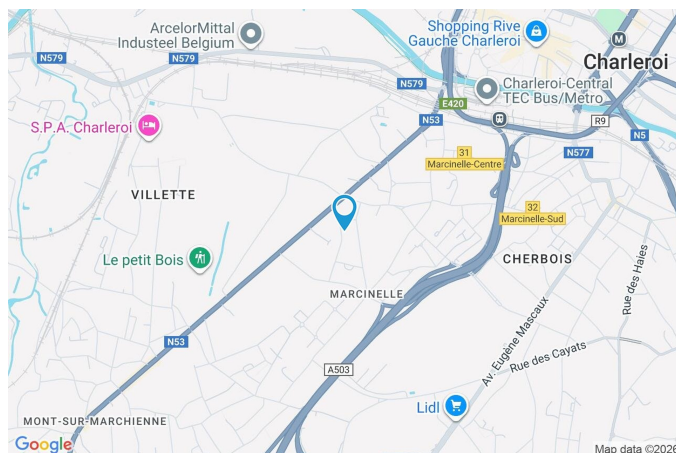 ArcelorMittal
Industeel Belgium
Shopping Rive
Gauche Charleroi
M
Charleroi
N579
N579
N579
Charleroi-Central
TEC Bus/Métro
E420
S.P.A. Charleroi
N53
R9
N5
31
Marcinelle-Centre
N577
VILLETTE
32
Marcinelle-Sud
Le petit Bois
CHERBOIS
Rue des Haies
MARCINELLE
N53
Av. Eugène Mascaux
Rue des Cayats
A503
Lidl
MONT-SUR-MARCHIENNE
Google
Map data ©2026